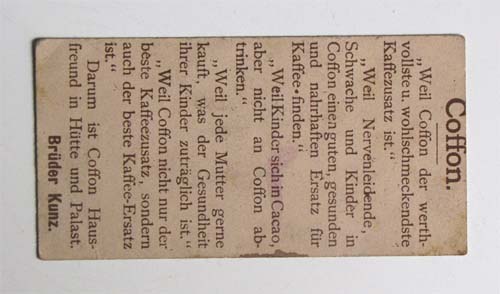 Coffon.
„Weil Coffon der werth-
vollste u. wohlschmeckendste
Kaffezusatz ist.“
„Weil Nervenleidende,
Schwache und Kinder in
Coffon einen guten, gesunden
und nahrhaften Ersatz für
Kaffee finden.“
„Weil Kinder sich in Cacao,
aber nicht an Coffon ab-
trinken.“
„Weil jede Mutter gerne
kauft, was der Gesundheit
ihrer Kinder zuträglich ist.“
„Weil Coffon nicht nur der
beste Kaffeezusatz, sondern
auch der beste Kaffee-Ersatz
ist.“
Darum ist Coffon Haus-
freund in Hütte und Palast.
Brüder Kunz.